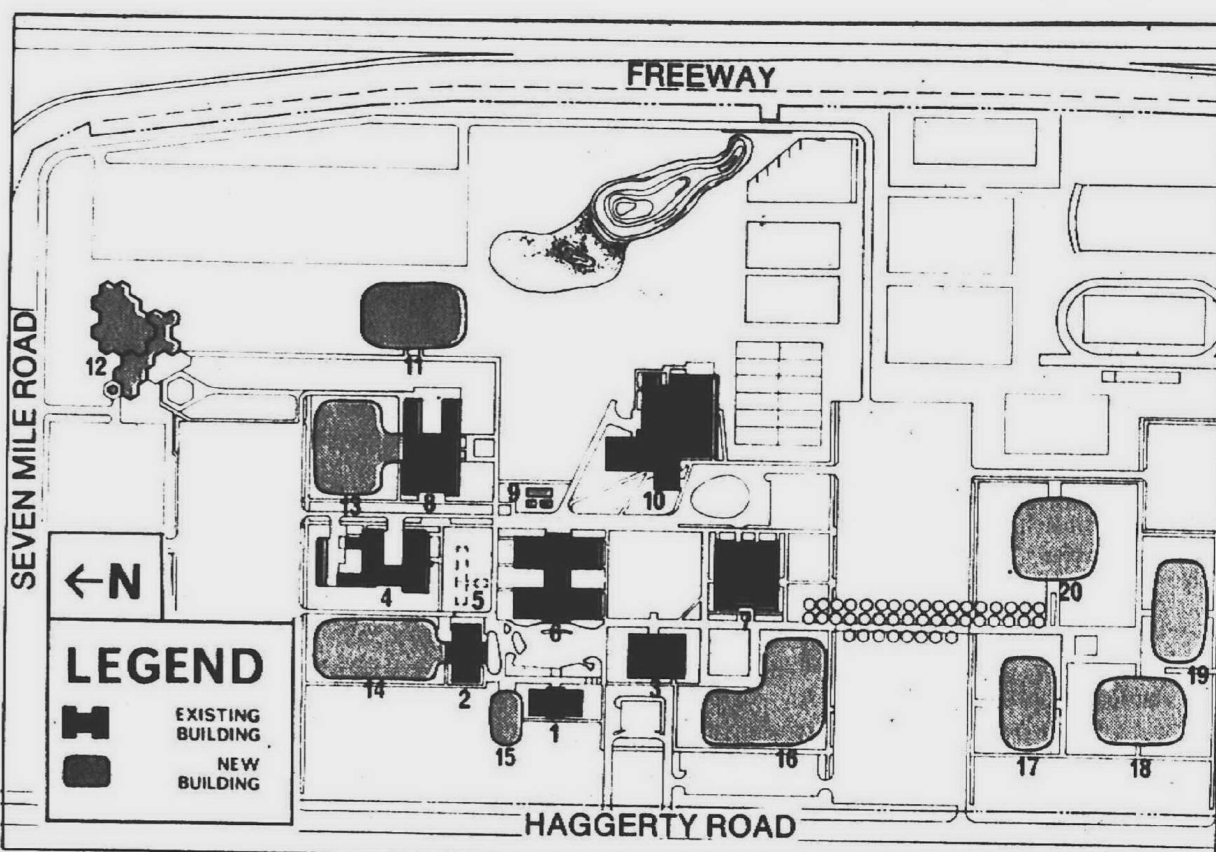 FREEWAY
SEVEN MILE ROAD
12
11
13
8
9
10
4
5
6
7
20
14
2
3
19
15
1
16
17
18
←N
LEGEND
EXISTING
BUILDING
NEW
BUILDING
HAGGERTY ROAD